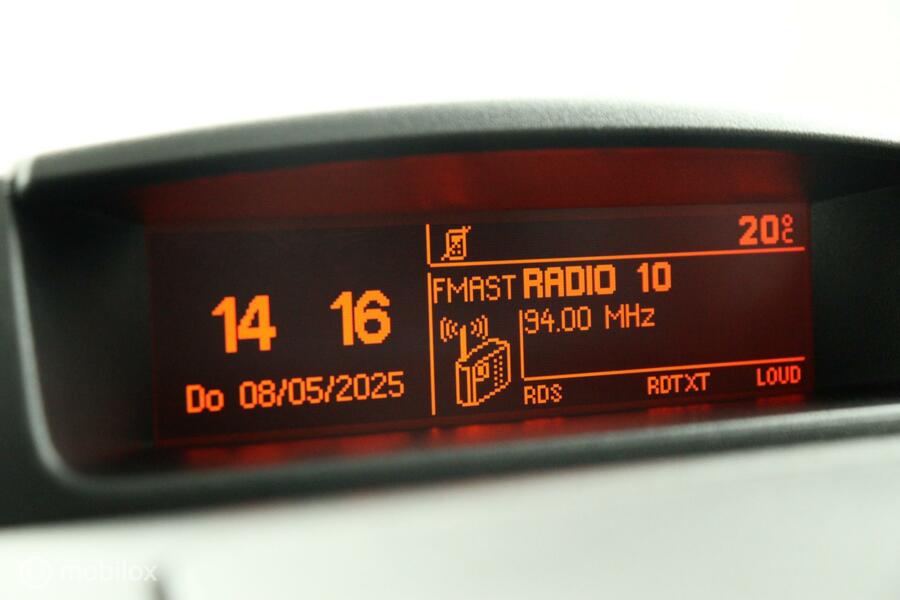 20°C
FMAST RADIO 10
94.00 MHz
14 16
Do 08/05/2025
RDS RDTXT LOUD
mobilox